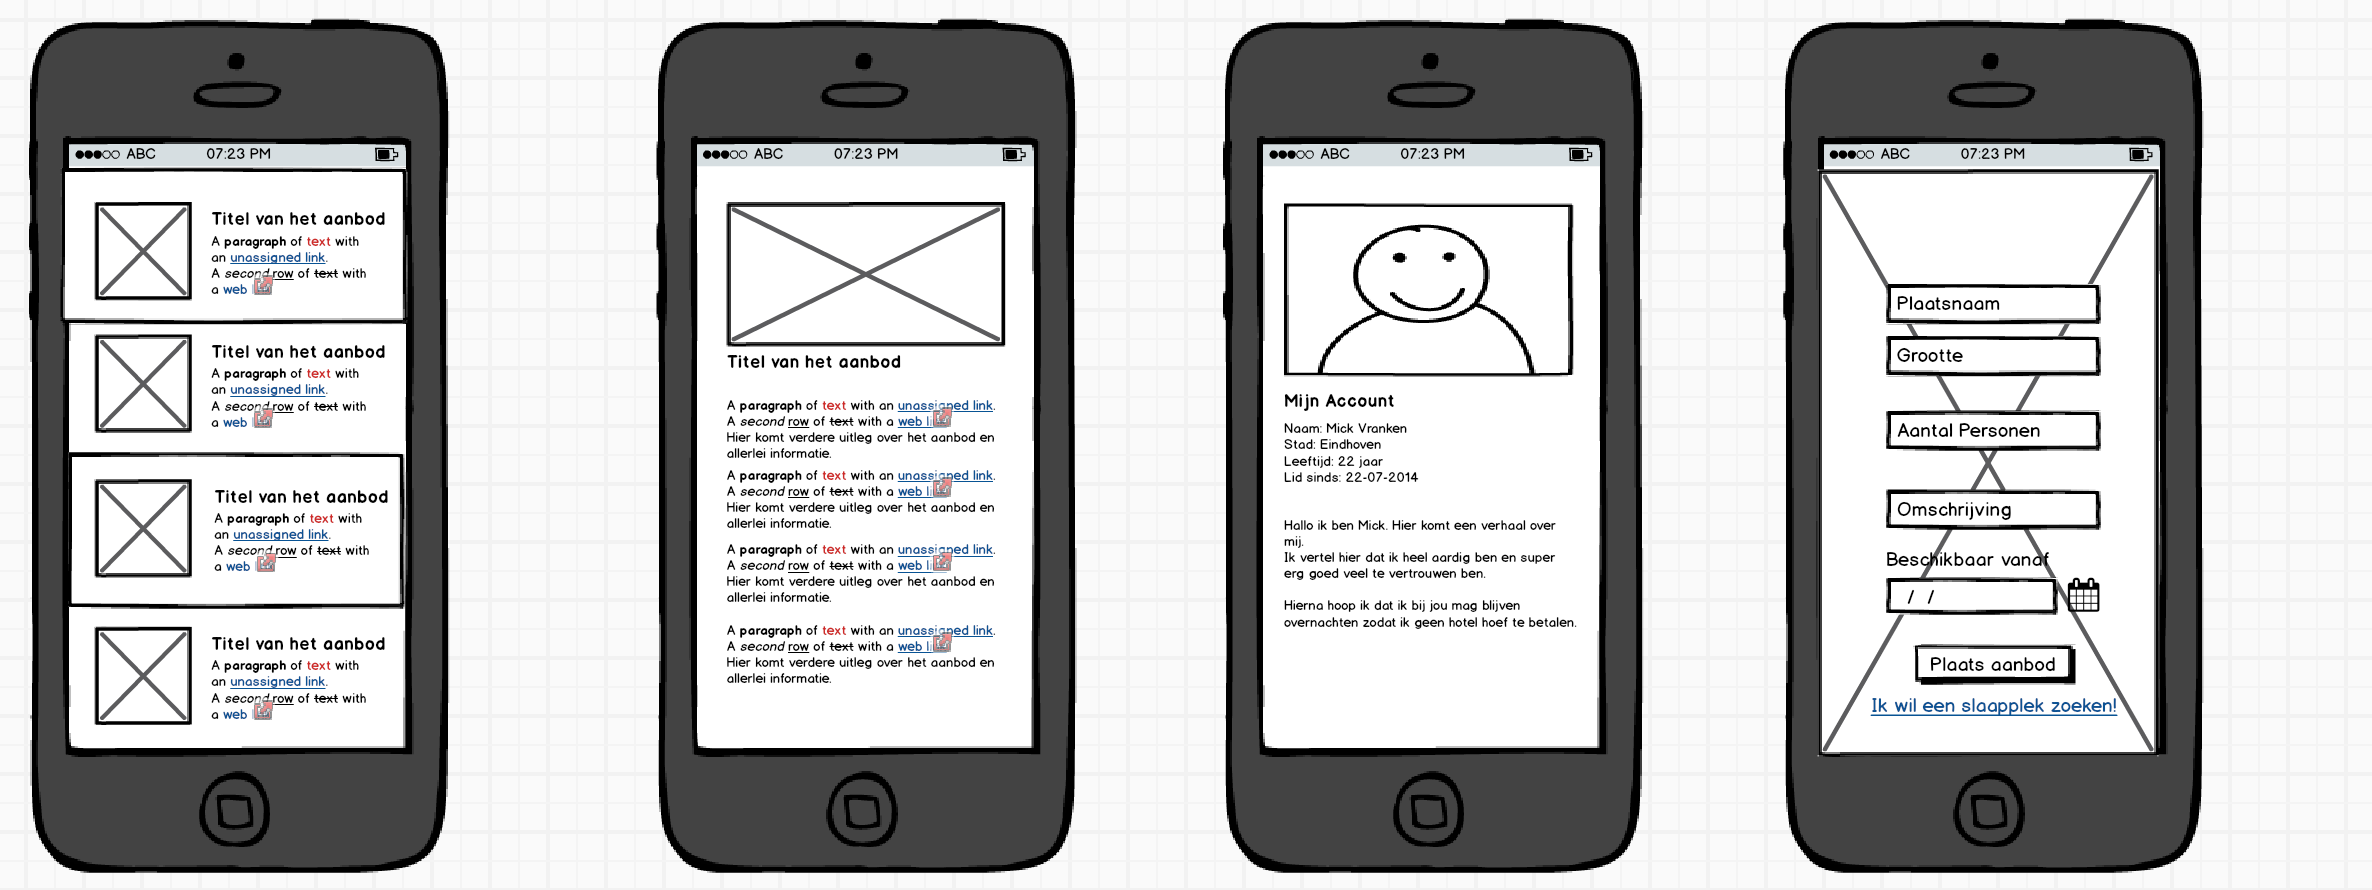 ABC 07:23 PM
Titel van het aanbod
A paragraph of text with
an unassigned link.
A second row of text with
a web
Titel van het aanbod
A paragraph of text with
an unassigned link.
A second row of text with
a web
Titel van het aanbod
A paragraph of text with
an unassigned link.
A second row of text with
a web
Titel van het aanbod
A paragraph of text with
an unassigned link.
A second row of text with
a web
ABC 07:23 PM
Titel van het aanbod
A paragraph of text with an unassigned link.
A second row of text with a web
Hier komt verdere uitleg over het aanbod en
allerlei informatie.
A paragraph of text with an unassigned link.
A second row of text with a web
Hier komt verdere uitleg over het aanbod en
allerlei informatie.
A paragraph of text with an unassigned link.
A second row of text with a web
Hier komt verdere uitleg over het aanbod en
allerlei informatie.
A paragraph of text with an unassigned link.
A second row of text with a web
Hier komt verdere uitleg over het aanbod en
allerlei informatie.
ABC 07:23 PM
Mijn Account
Naam: Mick Vranken
Stad: Eindhoven
Leeftijd: 22 jaar
Lid sinds: 22-07-2014
Hallo ik ben Mick. Hier komt een verhaal over
mij.
Ik vertel hier dat ik heel aardig ben en super
erg goed veel te vertrouwen ben.
Hierna hoop ik dat ik bij jou mag blijven
overnachten zodat ik geen hotel hoef te betalen.
ABC 07:23 PM
Plaatsnaam
Grootte
Aantal Personen
Omschrijving
Beschikbaar vanaf
/ /
Plaats aanbod
Ik wil een slaapplek zoeken!